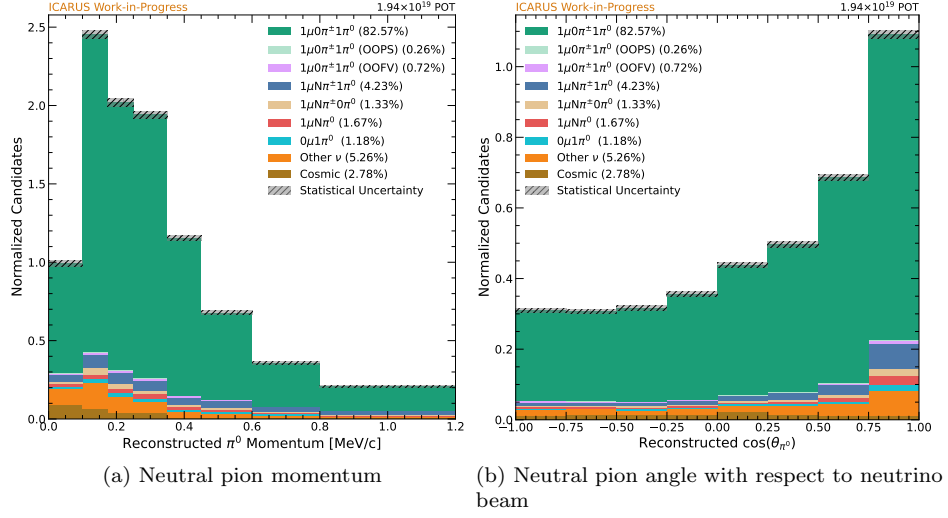 ICARUS Work-in-Progress
1.94×10¹⁹ POT
1μ0π±1π⁰ (82.57%)
1μ0π±1π⁰ (OOPS) (0.26%)
1μ0π±1π⁰ (OOFV) (0.72%)
1μNπ±1π⁰ (4.23%)
1μNπ±0π⁰ (1.33%)
1μNπ⁰ (1.67%)
0μ1π⁰ (1.18%)
Other ν (5.26%)
Cosmic (2.78%)
Statistical Uncertainty
Normalized Candidates
2.5
2.0
1.5
1.0
0.5
0.0
0.0 0.2 0.4 0.6 0.8 1.0 1.2
Reconstructed π⁰ Momentum [MeV/c]
(a) Neutral pion momentum
ICARUS Work-in-Progress
1.94×10¹⁹ POT
1μ0π±1π⁰ (82.57%)
1μ0π±1π⁰ (OOPS) (0.26%)
1μ0π±1π⁰ (OOFV) (0.72%)
1μNπ±1π⁰ (4.23%)
1μNπ±0π⁰ (1.33%)
1μNπ⁰ (1.67%)
0μ1π⁰ (1.18%)
Other ν (5.26%)
Cosmic (2.78%)
Statistical Uncertainty
Normalized Candidates
1.0
0.8
0.6
0.4
0.2
0.0
−1.00 −0.75 −0.50 −0.25 0.00 0.25 0.50 0.75 1.00
Reconstructed cos(θπ⁰)
(b) Neutral pion angle with respect to neutrino
beam